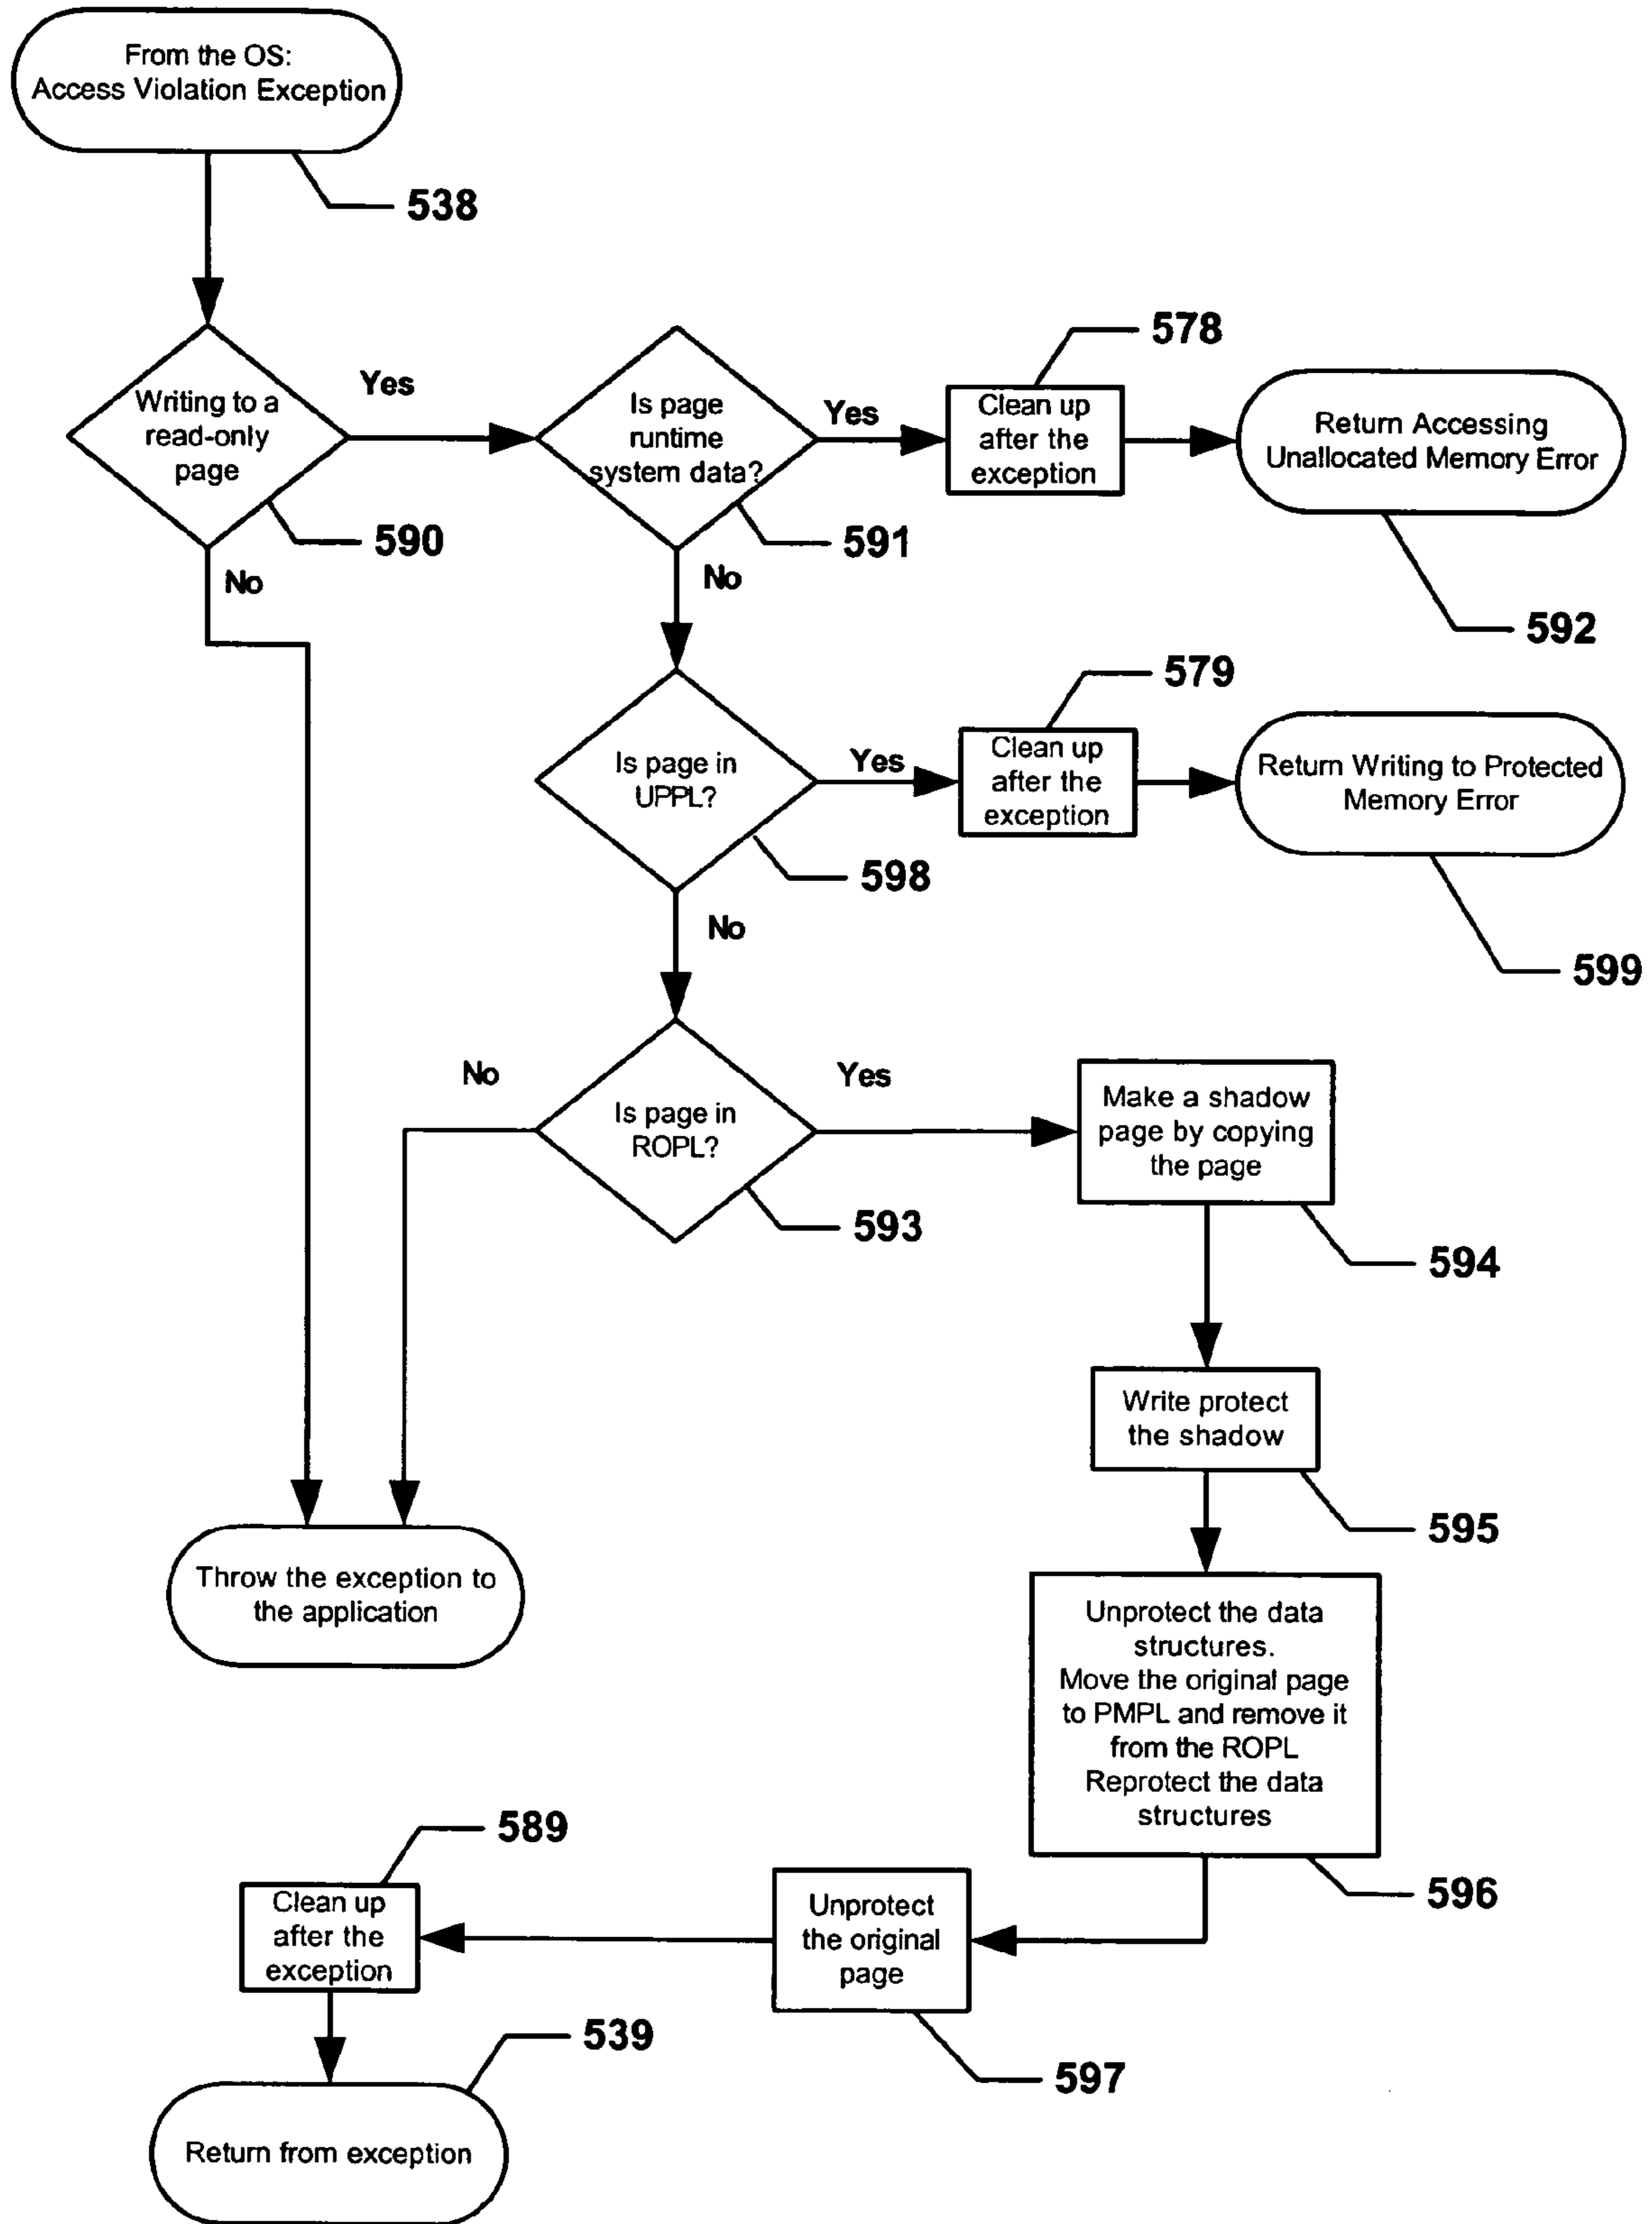 From the OS:
Access Violation Exception
538
Writing to a
read-only
page
590
Yes
No
Is page
runtime
system data?
591
Yes
No
578
Clean up
after the
exception
Return Accessing
Unallocated Memory Error
592
Is page in
UPPL?
598
Yes
No
579
Clean up
after the
exception
Return Writing to Protected
Memory Error
599
Is page in
ROPL?
593
No
Yes
Make a shadow
page by copying
the page
594
Write protect
the shadow
595
Throw the exception to
the application
Unprotect the data
structures.
Move the original page
to PMPL and remove it
from the ROPL
Reprotect the data
structures
596
Unprotect
the original
page
597
589
Clean up
after the
exception
539
Return from exception